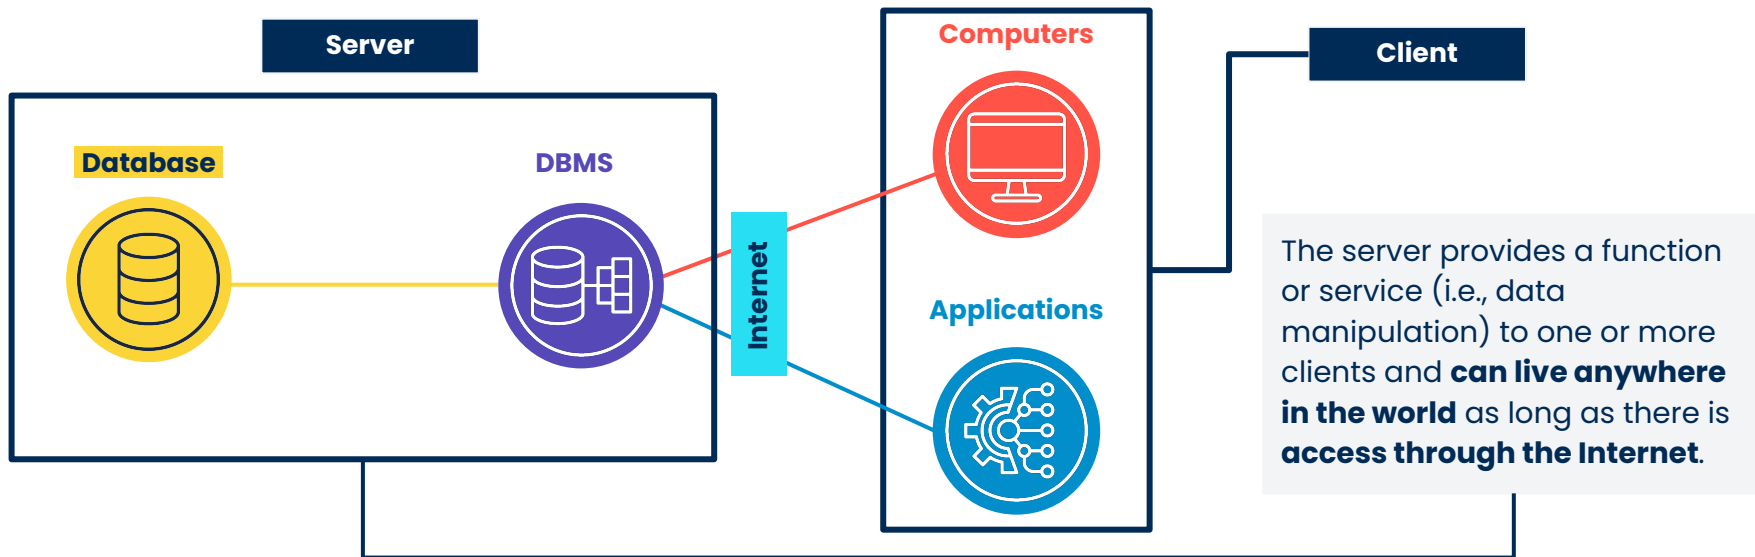 Server
Computers
Client
Database
DBMS
Internet
Applications
The server provides a function
or service (i.e., data
manipulation) to one or more
clients and can live anywhere
in the world as long as there is
access through the Internet.